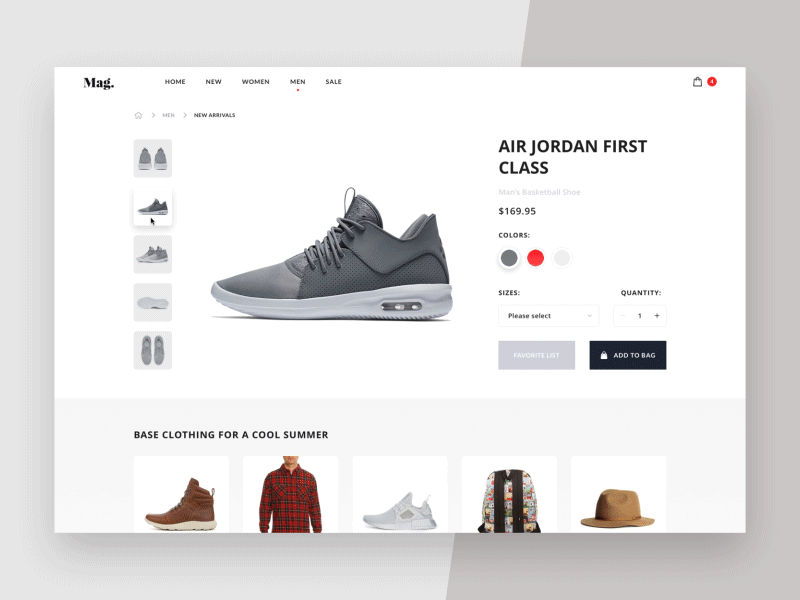 Mag.
HOME NEW WOMEN MEN SALE
4
MEN NEW ARRIVALS
AIR JORDAN FIRST
CLASS
Man's Basketball Shoe
$169.95
COLORS:
SIZES: QUANTITY:
Please select
— 1 +
FAVORITE LIST
ADD TO BAG
BASE CLOTHING FOR A COOL SUMMER